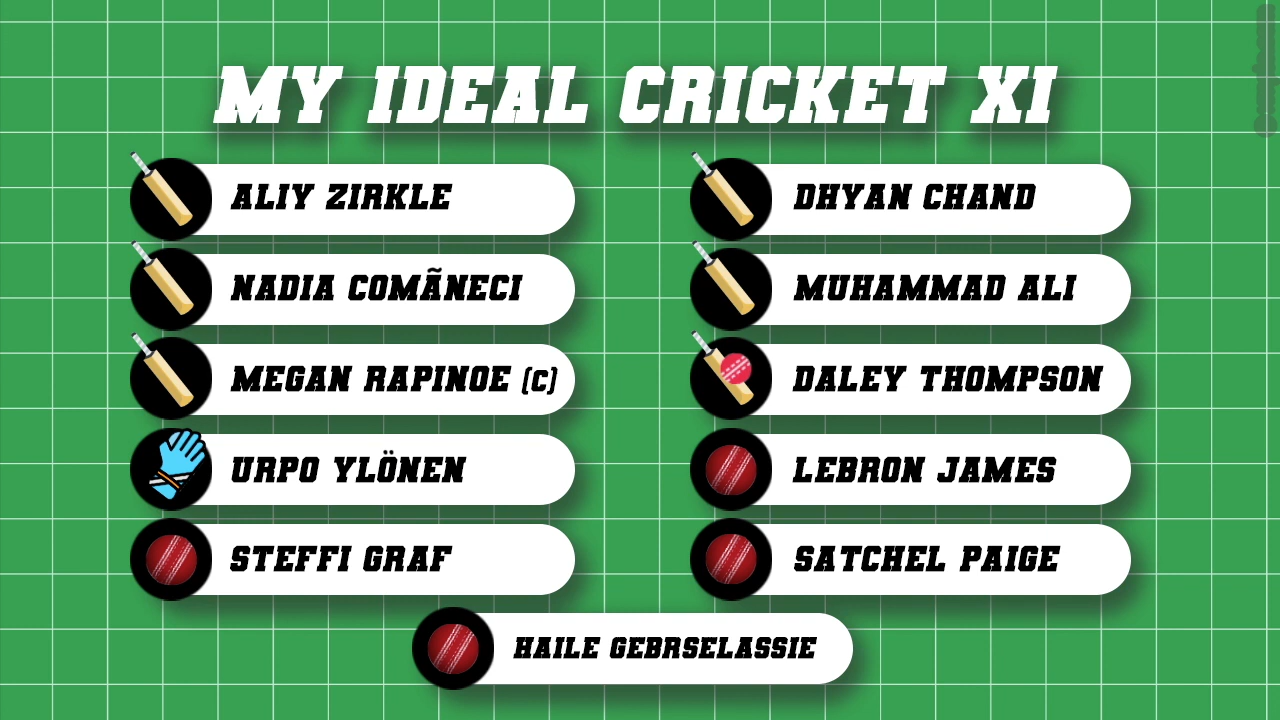 MY IDEAL CRICKET XI
ALIY ZIRKLE
DHYAN CHAND
NADIA COMÃNECI
MUHAMMAD ALI
MEGAN RAPINOE (C)
DALEY THOMPSON
URPO YLÖNEN
LEBRON JAMES
STEFFI GRAF
SATCHEL PAIGE
HAILE GEBRSELASSIE